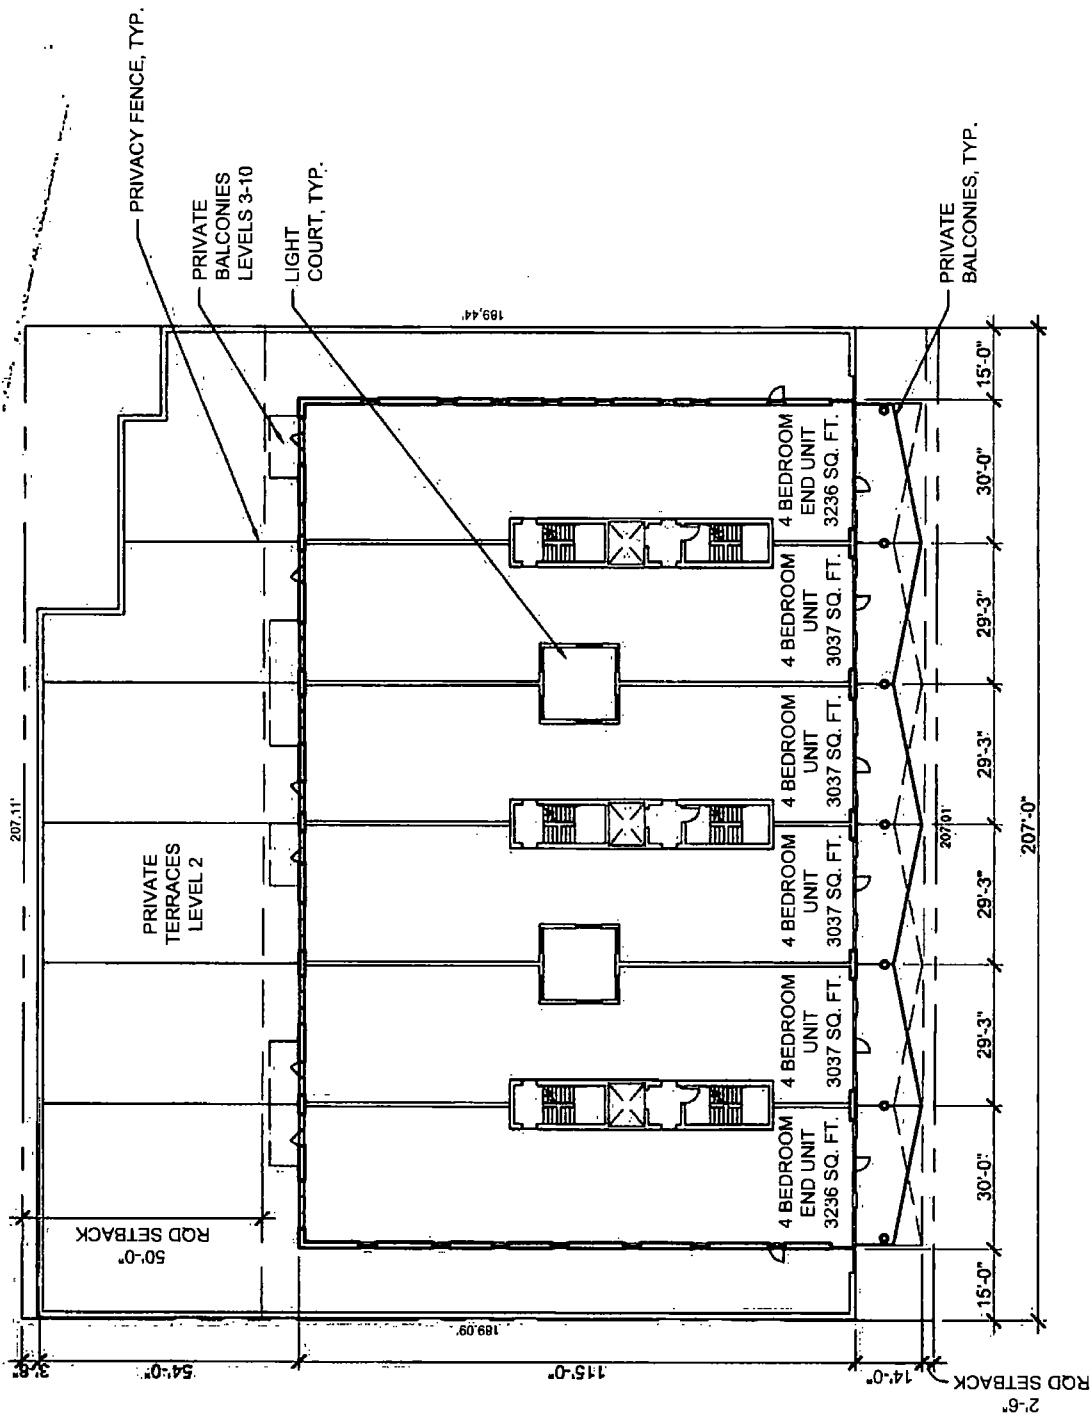 PRIVACY FENCE, TYP.
PRIVATE
BALCONIES
LEVELS 3-10
LIGHT
COURT, TYP.
PRIVATE
BALCONIES, TYP.
207.11'
189.44'
189.09'
207.01'
PRIVATE
TERRACES
LEVEL 2
50'-0"
RQD SETBACK
4 BEDROOM
END UNIT
3236 SQ. FT.
4 BEDROOM
UNIT
3037 SQ. FT.
4 BEDROOM
UNIT
3037 SQ. FT.
4 BEDROOM
UNIT
3037 SQ. FT.
4 BEDROOM
UNIT
3037 SQ. FT.
4 BEDROOM
END UNIT
3236 SQ. FT.
15'-0"
30'-0"
29'-3"
29'-3"
29'-3"
29'-3"
30'-0"
15'-0"
207'-0"
3'-6"
54'-0"
115'-0"
14'-0"
2'-6"
RQD SETBACK